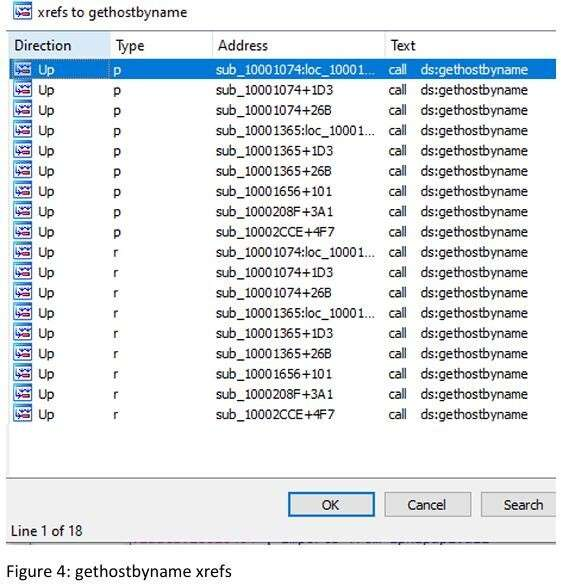 xrefs to gethostbyname
Direction Type Address Text
Up p sub_10001074:loc_10001... call ds:gethostbyname
Up p sub_10001074+1D3 call ds:gethostbyname
Up p sub_10001074+26B call ds:gethostbyname
Up p sub_10001365:loc_10001... call ds:gethostbyname
Up p sub_10001365+1D3 call ds:gethostbyname
Up p sub_10001365+26B call ds:gethostbyname
Up p sub_10001656+101 call ds:gethostbyname
Up p sub_1000208F+3A1 call ds:gethostbyname
Up p sub_10002CCE+4F7 call ds:gethostbyname
Up r sub_10001074:loc_10001... call ds:gethostbyname
Up r sub_10001074+1D3 call ds:gethostbyname
Up r sub_10001074+26B call ds:gethostbyname
Up r sub_10001365:loc_10001... call ds:gethostbyname
Up r sub_10001365+1D3 call ds:gethostbyname
Up r sub_10001365+26B call ds:gethostbyname
Up r sub_10001656+101 call ds:gethostbyname
Up r sub_1000208F+3A1 call ds:gethostbyname
Up r sub_10002CCE+4F7 call ds:gethostbyname
OK Cancel Search
Line 1 of 18
Figure 4: gethostbyname xrefs